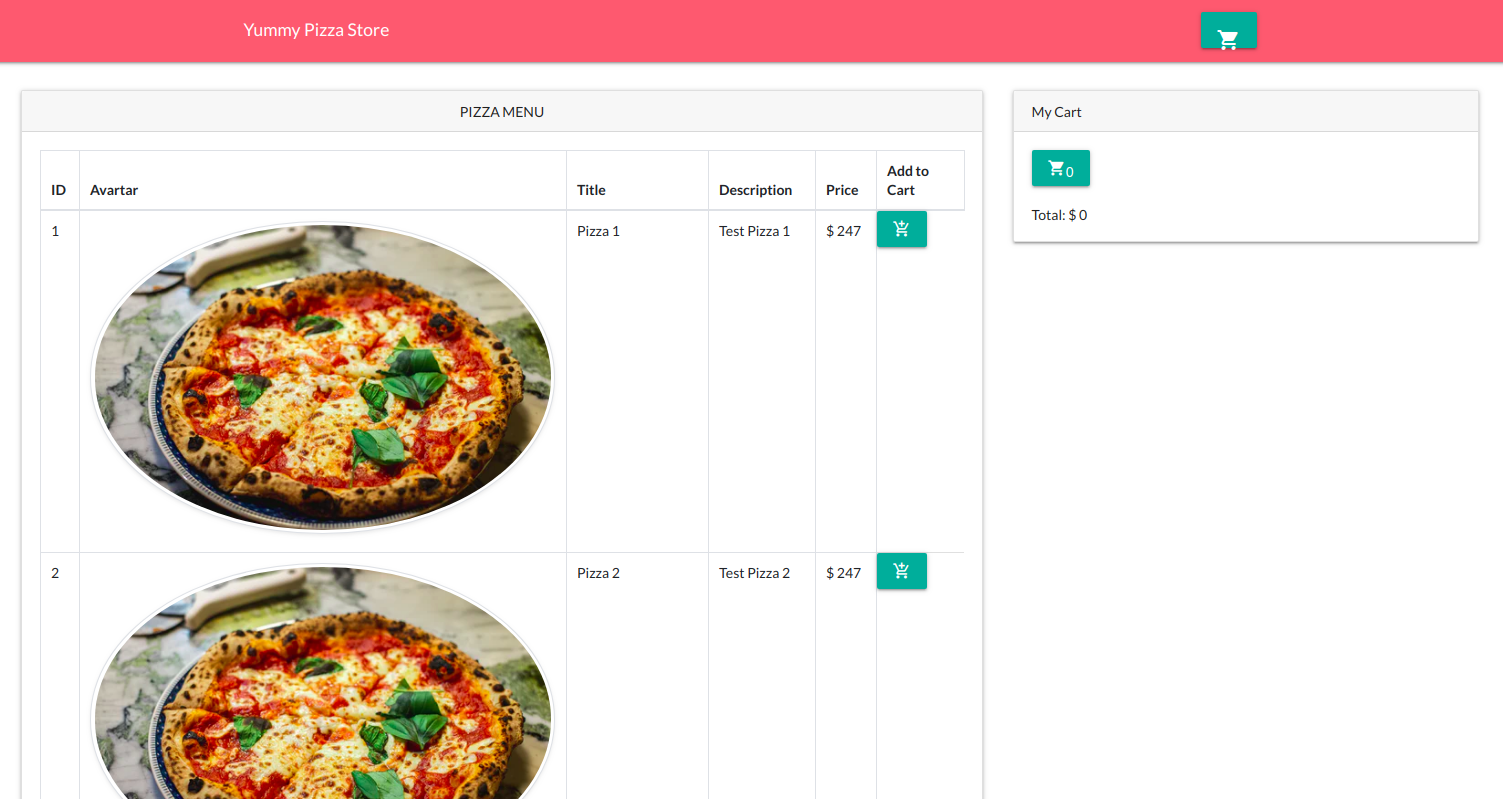 Yummy Pizza Store
PIZZA MENU
My Cart
ID Avartar Title Description Price Add to
Cart
0
1 Pizza 1 Test Pizza 1 $ 247
Total: $ 0
2 Pizza 2 Test Pizza 2 $ 247